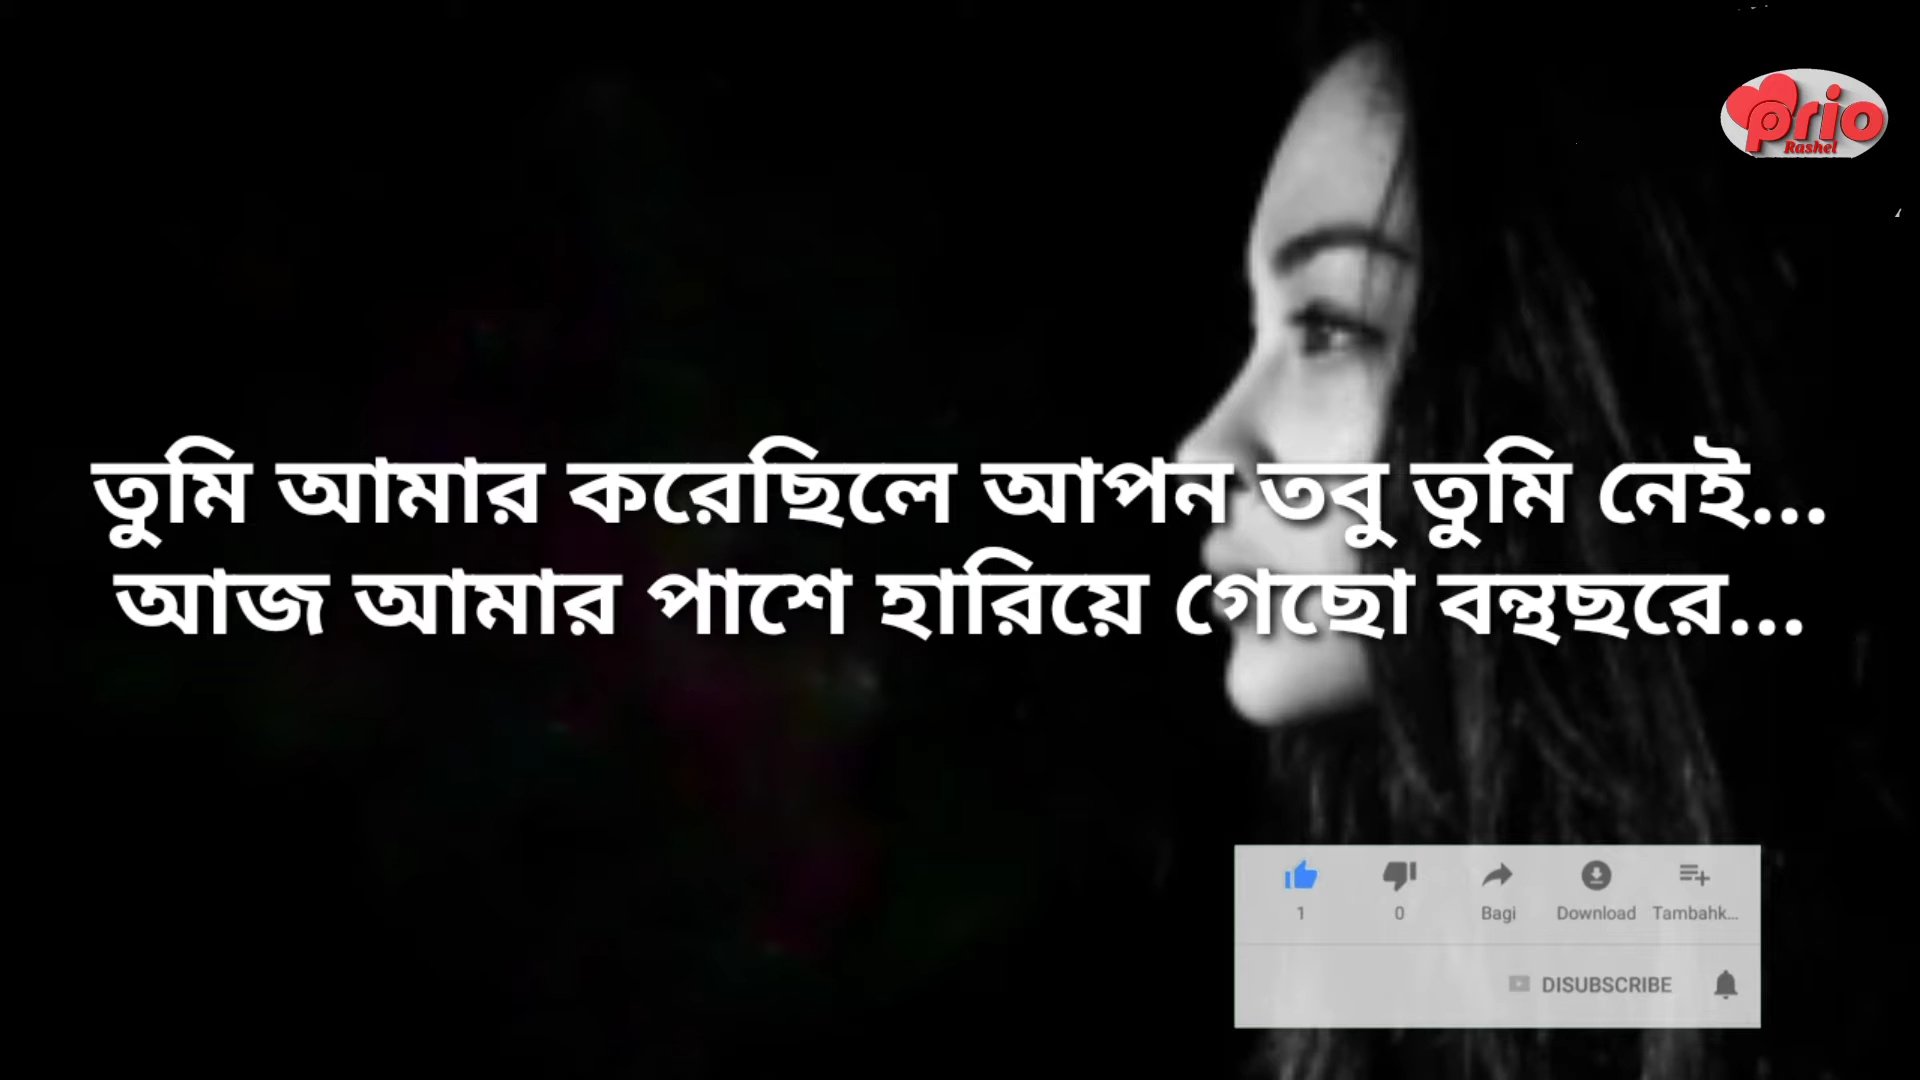 prio
Rashel
তুমি আমার করেছিলে আপন তবু তুমি নেই...
আজ আমার পাশে হারিয়ে গেছো বন্থছরে...
1 0 Bagi Download Tambahk...
DISUBSCRIBE